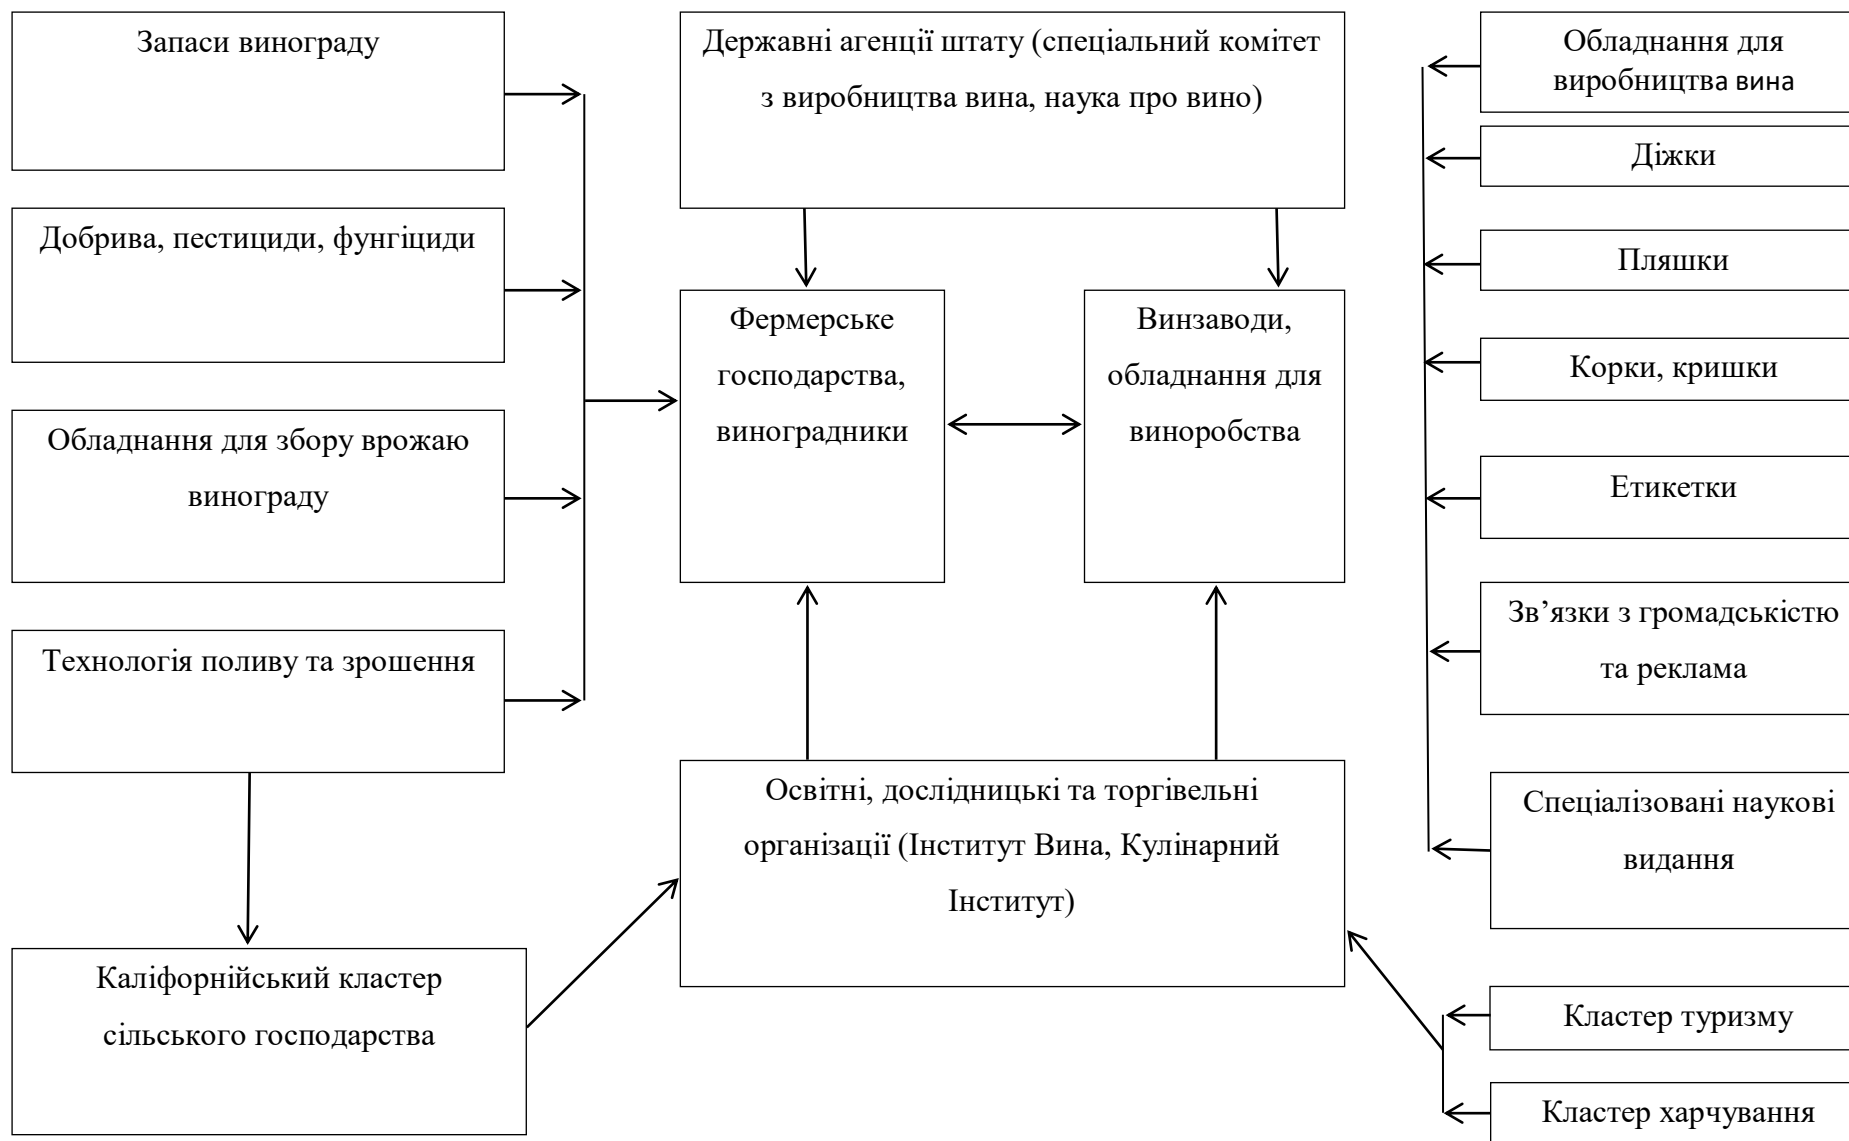 Запаси винограду
Державні агенції штату (спеціальний комітет
з виробництва вина, наука про вино)
Обладнання для
виробництва вина
Діжки
Добрива, пестициди, фунгіциди
Пляшки
Фермерське
господарства,
виноградники
Винзаводи,
обладнання для
виноробства
Корки, кришки
Обладнання для збору врожаю
винограду
Етикетки
Зв’язки з громадськістю
та реклама
Технологія поливу та зрошення
Освітні, дослідницькі та торгівельні
організації (Інститут Вина, Кулінарний
Інститут)
Спеціалізовані наукові
видання
Каліфорнійський кластер
сільського господарства
Кластер туризму
Кластер харчування